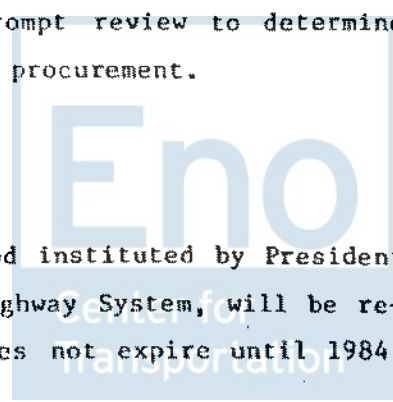 ompt review to determine
procurement.
Eno
d instituted by President
ghway System, will be re-
Center for
es not expire until 1984
Transportation